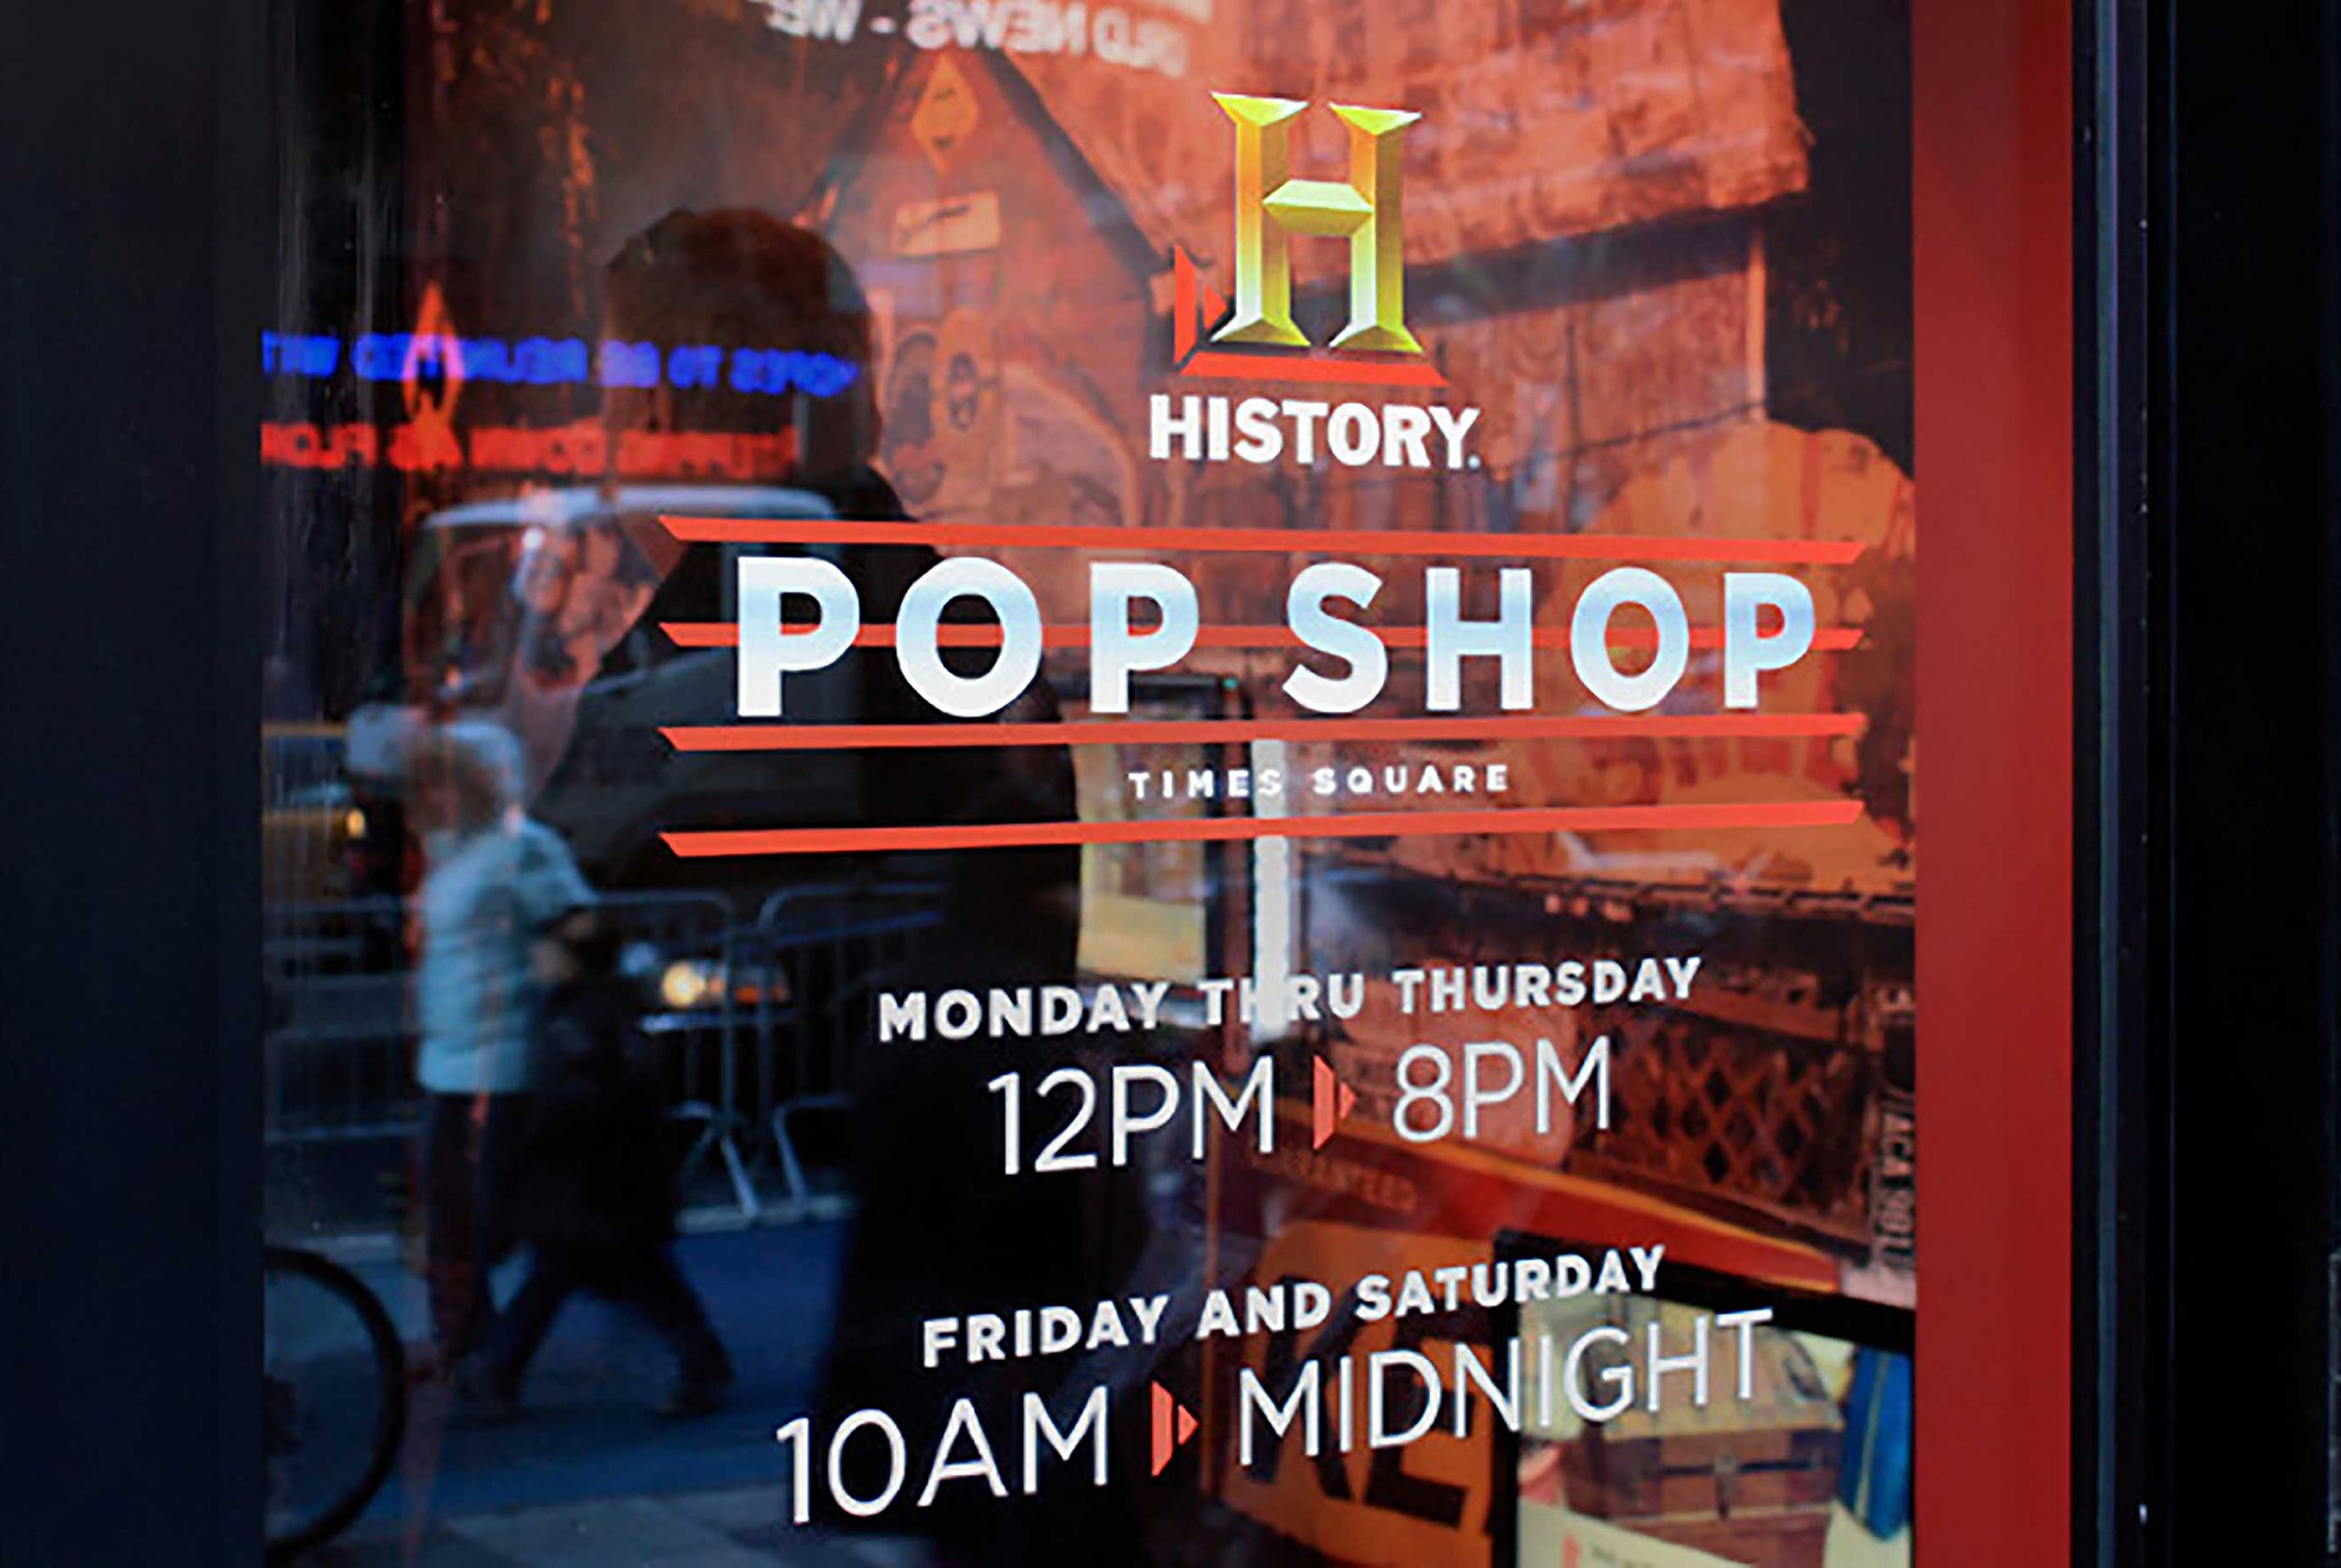 H
HISTORY.
POP SHOP
TIMES SQUARE
MONDAY THRU THURSDAY
12PM 8PM
FRIDAY AND SATURDAY
10AM MIDNIGHT